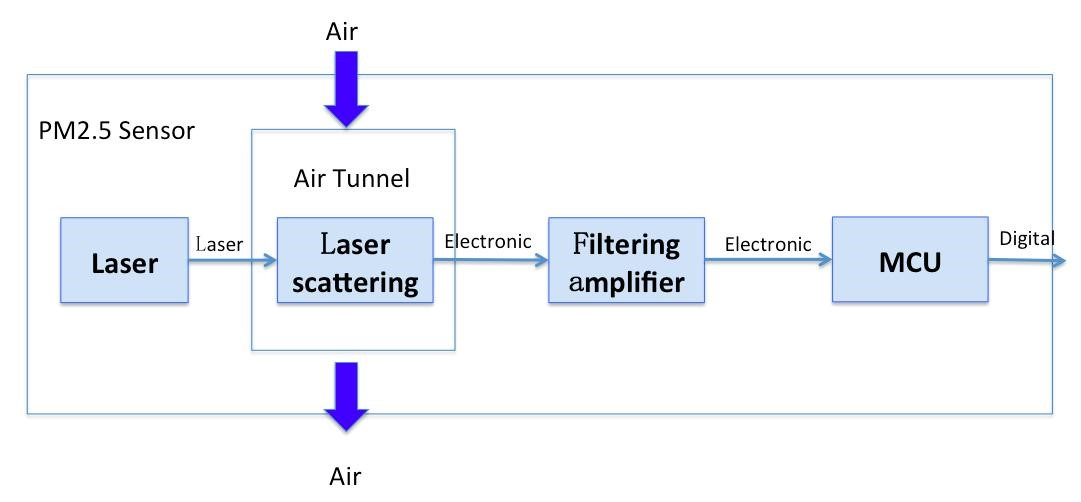 Air
PM2.5 Sensor
Air Tunnel
Laser
Laser
Laser
scattering
Electronic
Filtering
amplifier
Electronic
MCU
Digital
Air